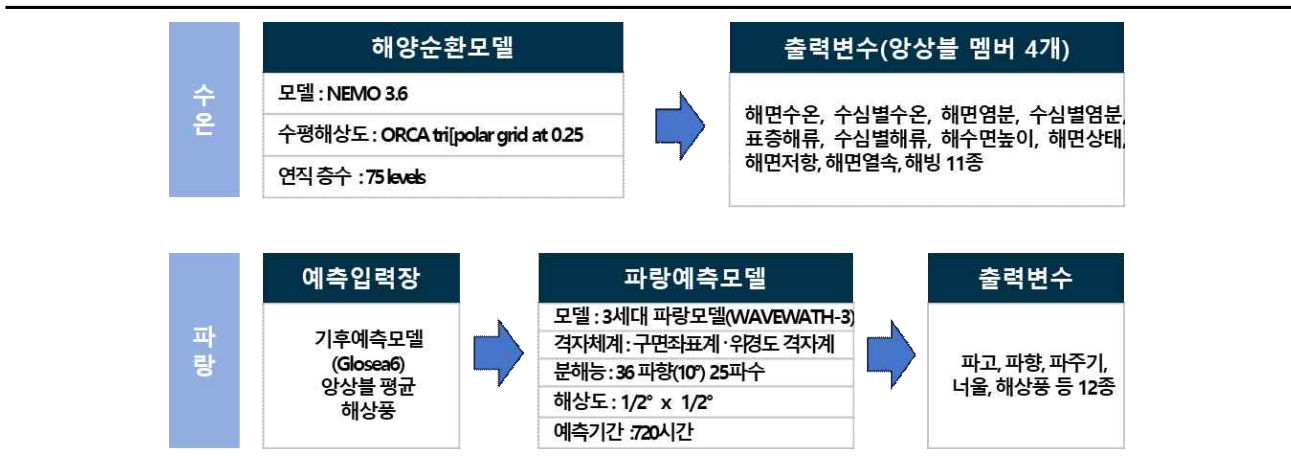 수온
해양순환모델
모델 : NEMO 3.6
수평해상도 : ORCA tri[polar grid at 0.25
연직 층수 : 75 levels
출력변수(앙상블 멤버 4개)
해면수온, 수심별수온, 해면염분, 수심별염분,
표층해류, 수심별해류, 해수면높이, 해면상태,
해면저항, 해면열속, 해빙 11종
파랑
예측입력장
기후예측모델
(Glosea6)
앙상블 평균
해상풍
파랑예측모델
모델 : 3세대 파랑모델(WAVEWATH-3)
격자체계 : 구면좌표계·위경도 격자계
분해능 : 36 파향(10°) 25파수
해상도 : 1/2° x 1/2°
예측기간 :720시간
출력변수
파고, 파향, 파주기,
너울, 해상풍 등 12종